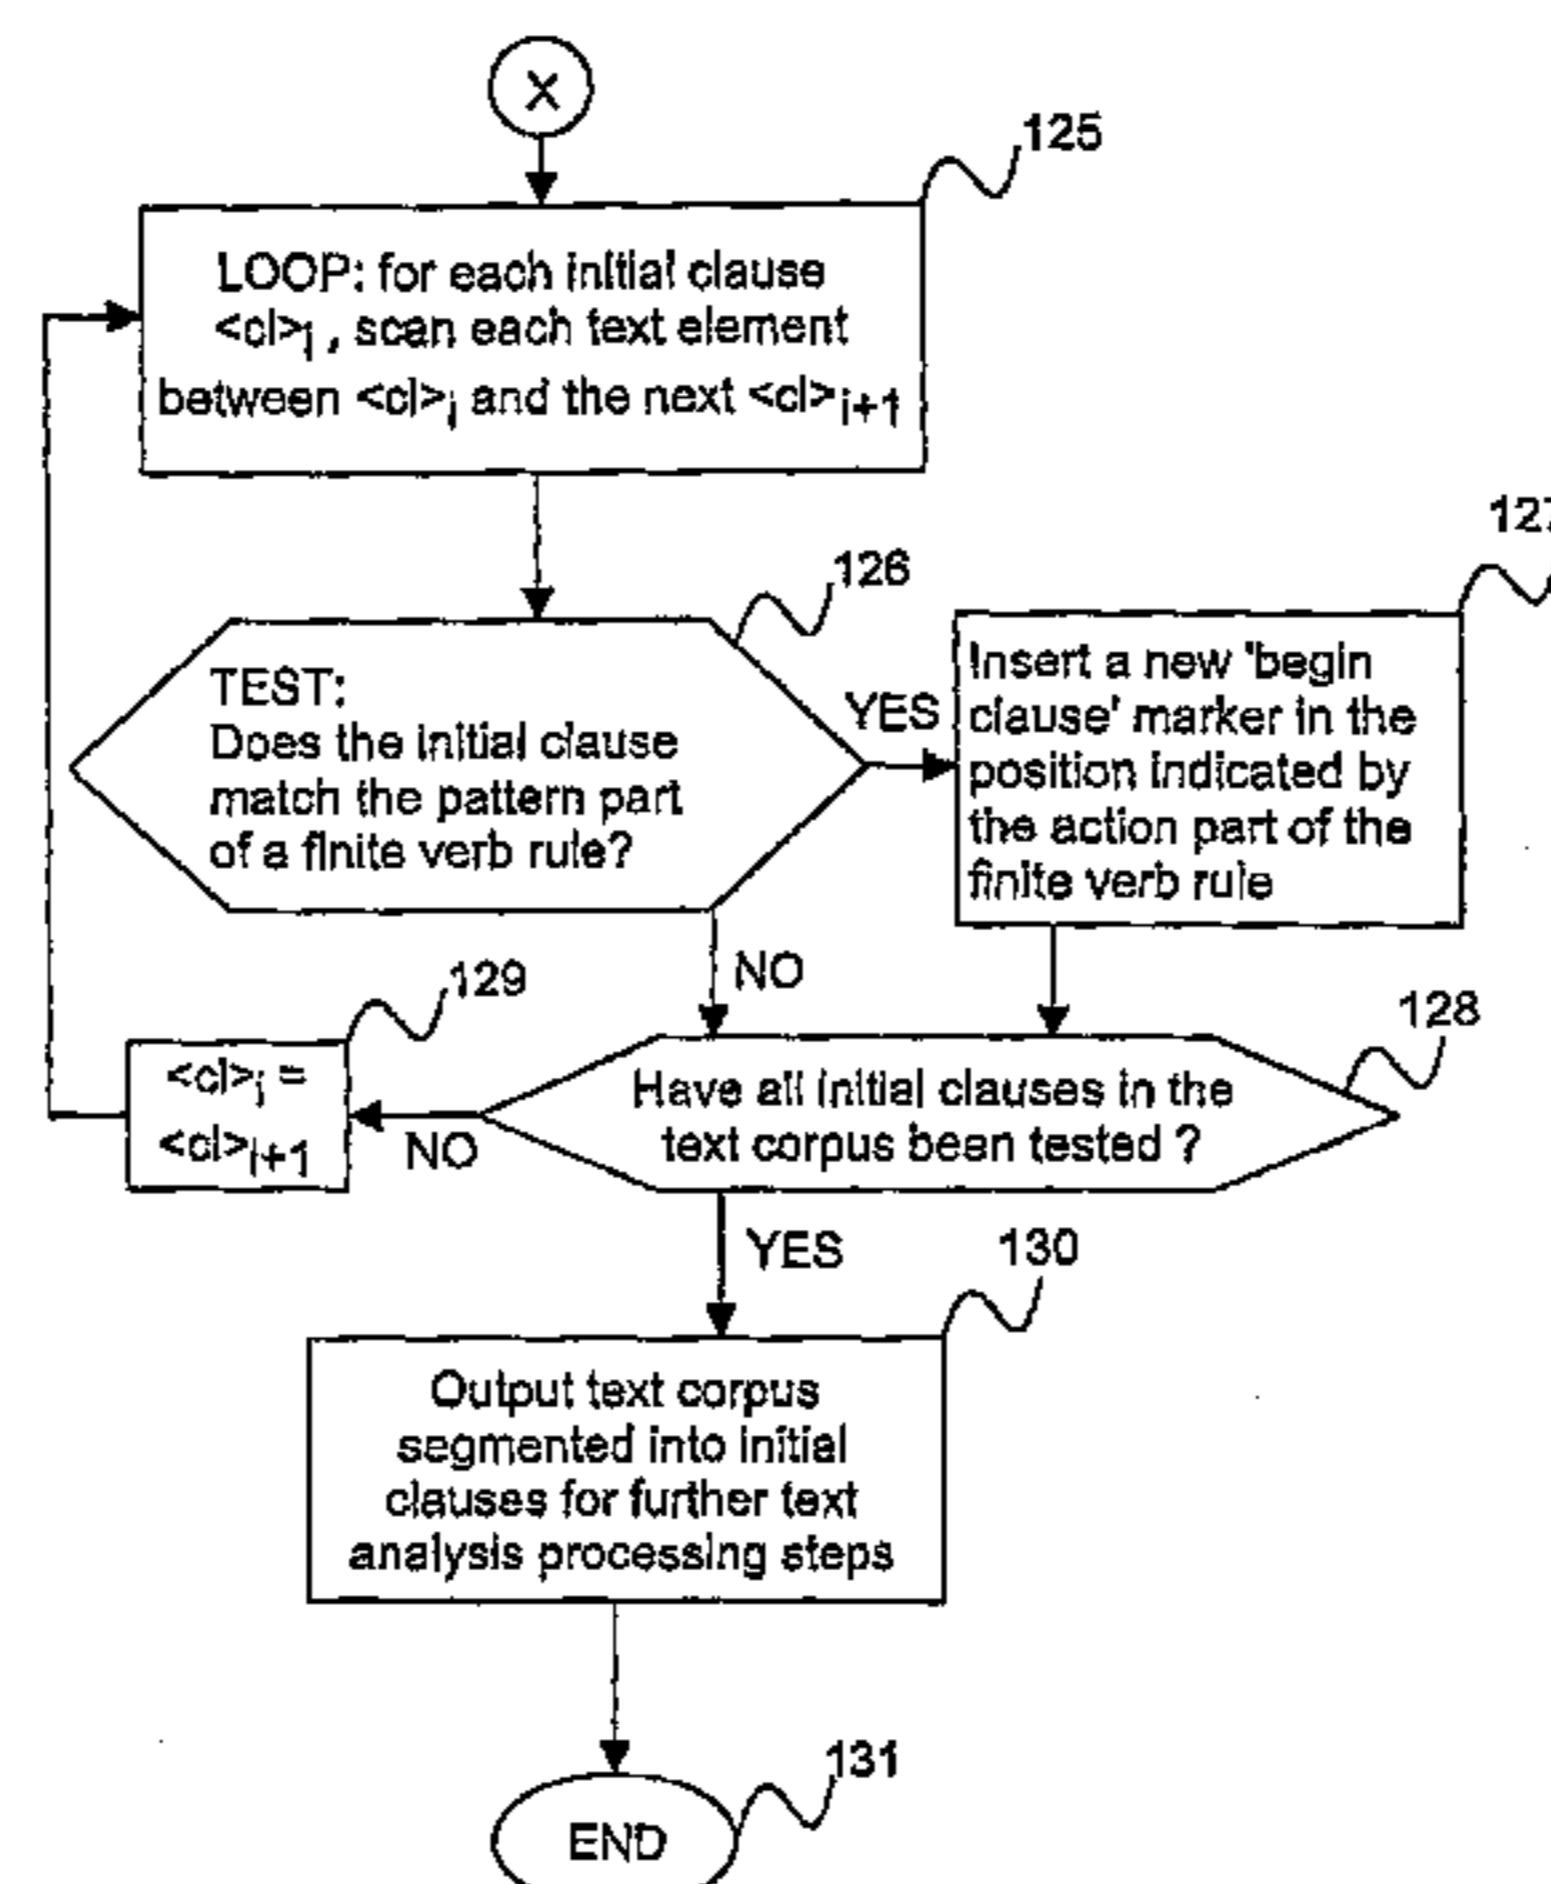 X
125
LOOP: for each initial clause
<cl>i , scan each text element
between <cl>i and the next <cl>i+1
126
TEST:
Does the initial clause
match the pattern part
of a finite verb rule?
YES
127
Insert a new 'begin
clause' marker in the
position indicated by
the action part of the
finite verb rule
NO
128
Have all initial clauses in the
text corpus been tested ?
NO
129
<cl>i =
<cl>i+1
YES
130
Output text corpus
segmented into initial
clauses for further text
analysis processing steps
131
END